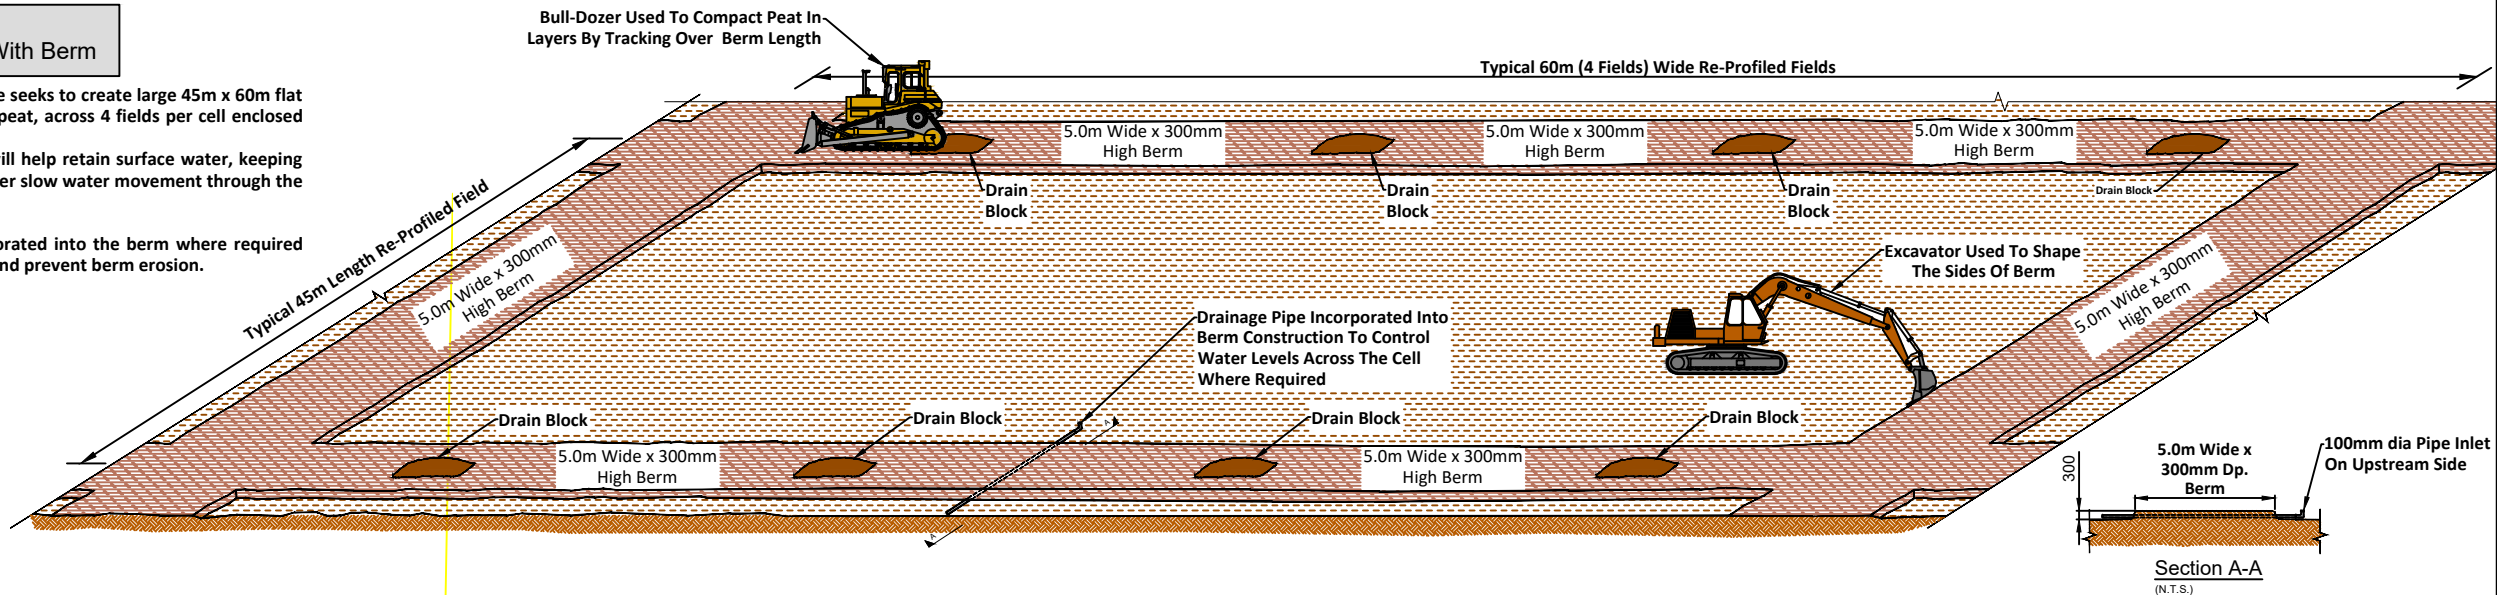 With Berm
e seeks to create large 45m x 60m flat
peat, across 4 fields per cell enclosed
ill help retain surface water, keeping
er slow water movement through the
orated into the berm where required
nd prevent berm erosion.
Bull-Dozer Used To Compact Peat In
Layers By Tracking Over Berm Length
Typical 60m (4 Fields) Wide Re-Profiled Fields
5.0m Wide x 300mm
High Berm
5.0m Wide x 300mm
High Berm
5.0m Wide x 300mm
High Berm
Drain
Block
Drain
Block
Drain
Block
Drain Block
Typical 45m Length Re-Profiled Field
5.0m Wide x 300mm
High Berm
Excavator Used To Shape
The Sides Of Berm
5.0m Wide x 300mm
High Berm
Drainage Pipe Incorporated Into
Berm Construction To Control
Water Levels Across The Cell
Where Required
Drain Block
Drain Block
Drain Block
Drain Block
A
5.0m Wide x 300mm
High Berm
5.0m Wide x 300mm
High Berm
A
300
5.0m Wide x
300mm Dp.
Berm
100mm dia Pipe Inlet
On Upstream Side
Section A-A
(N.T.S.)